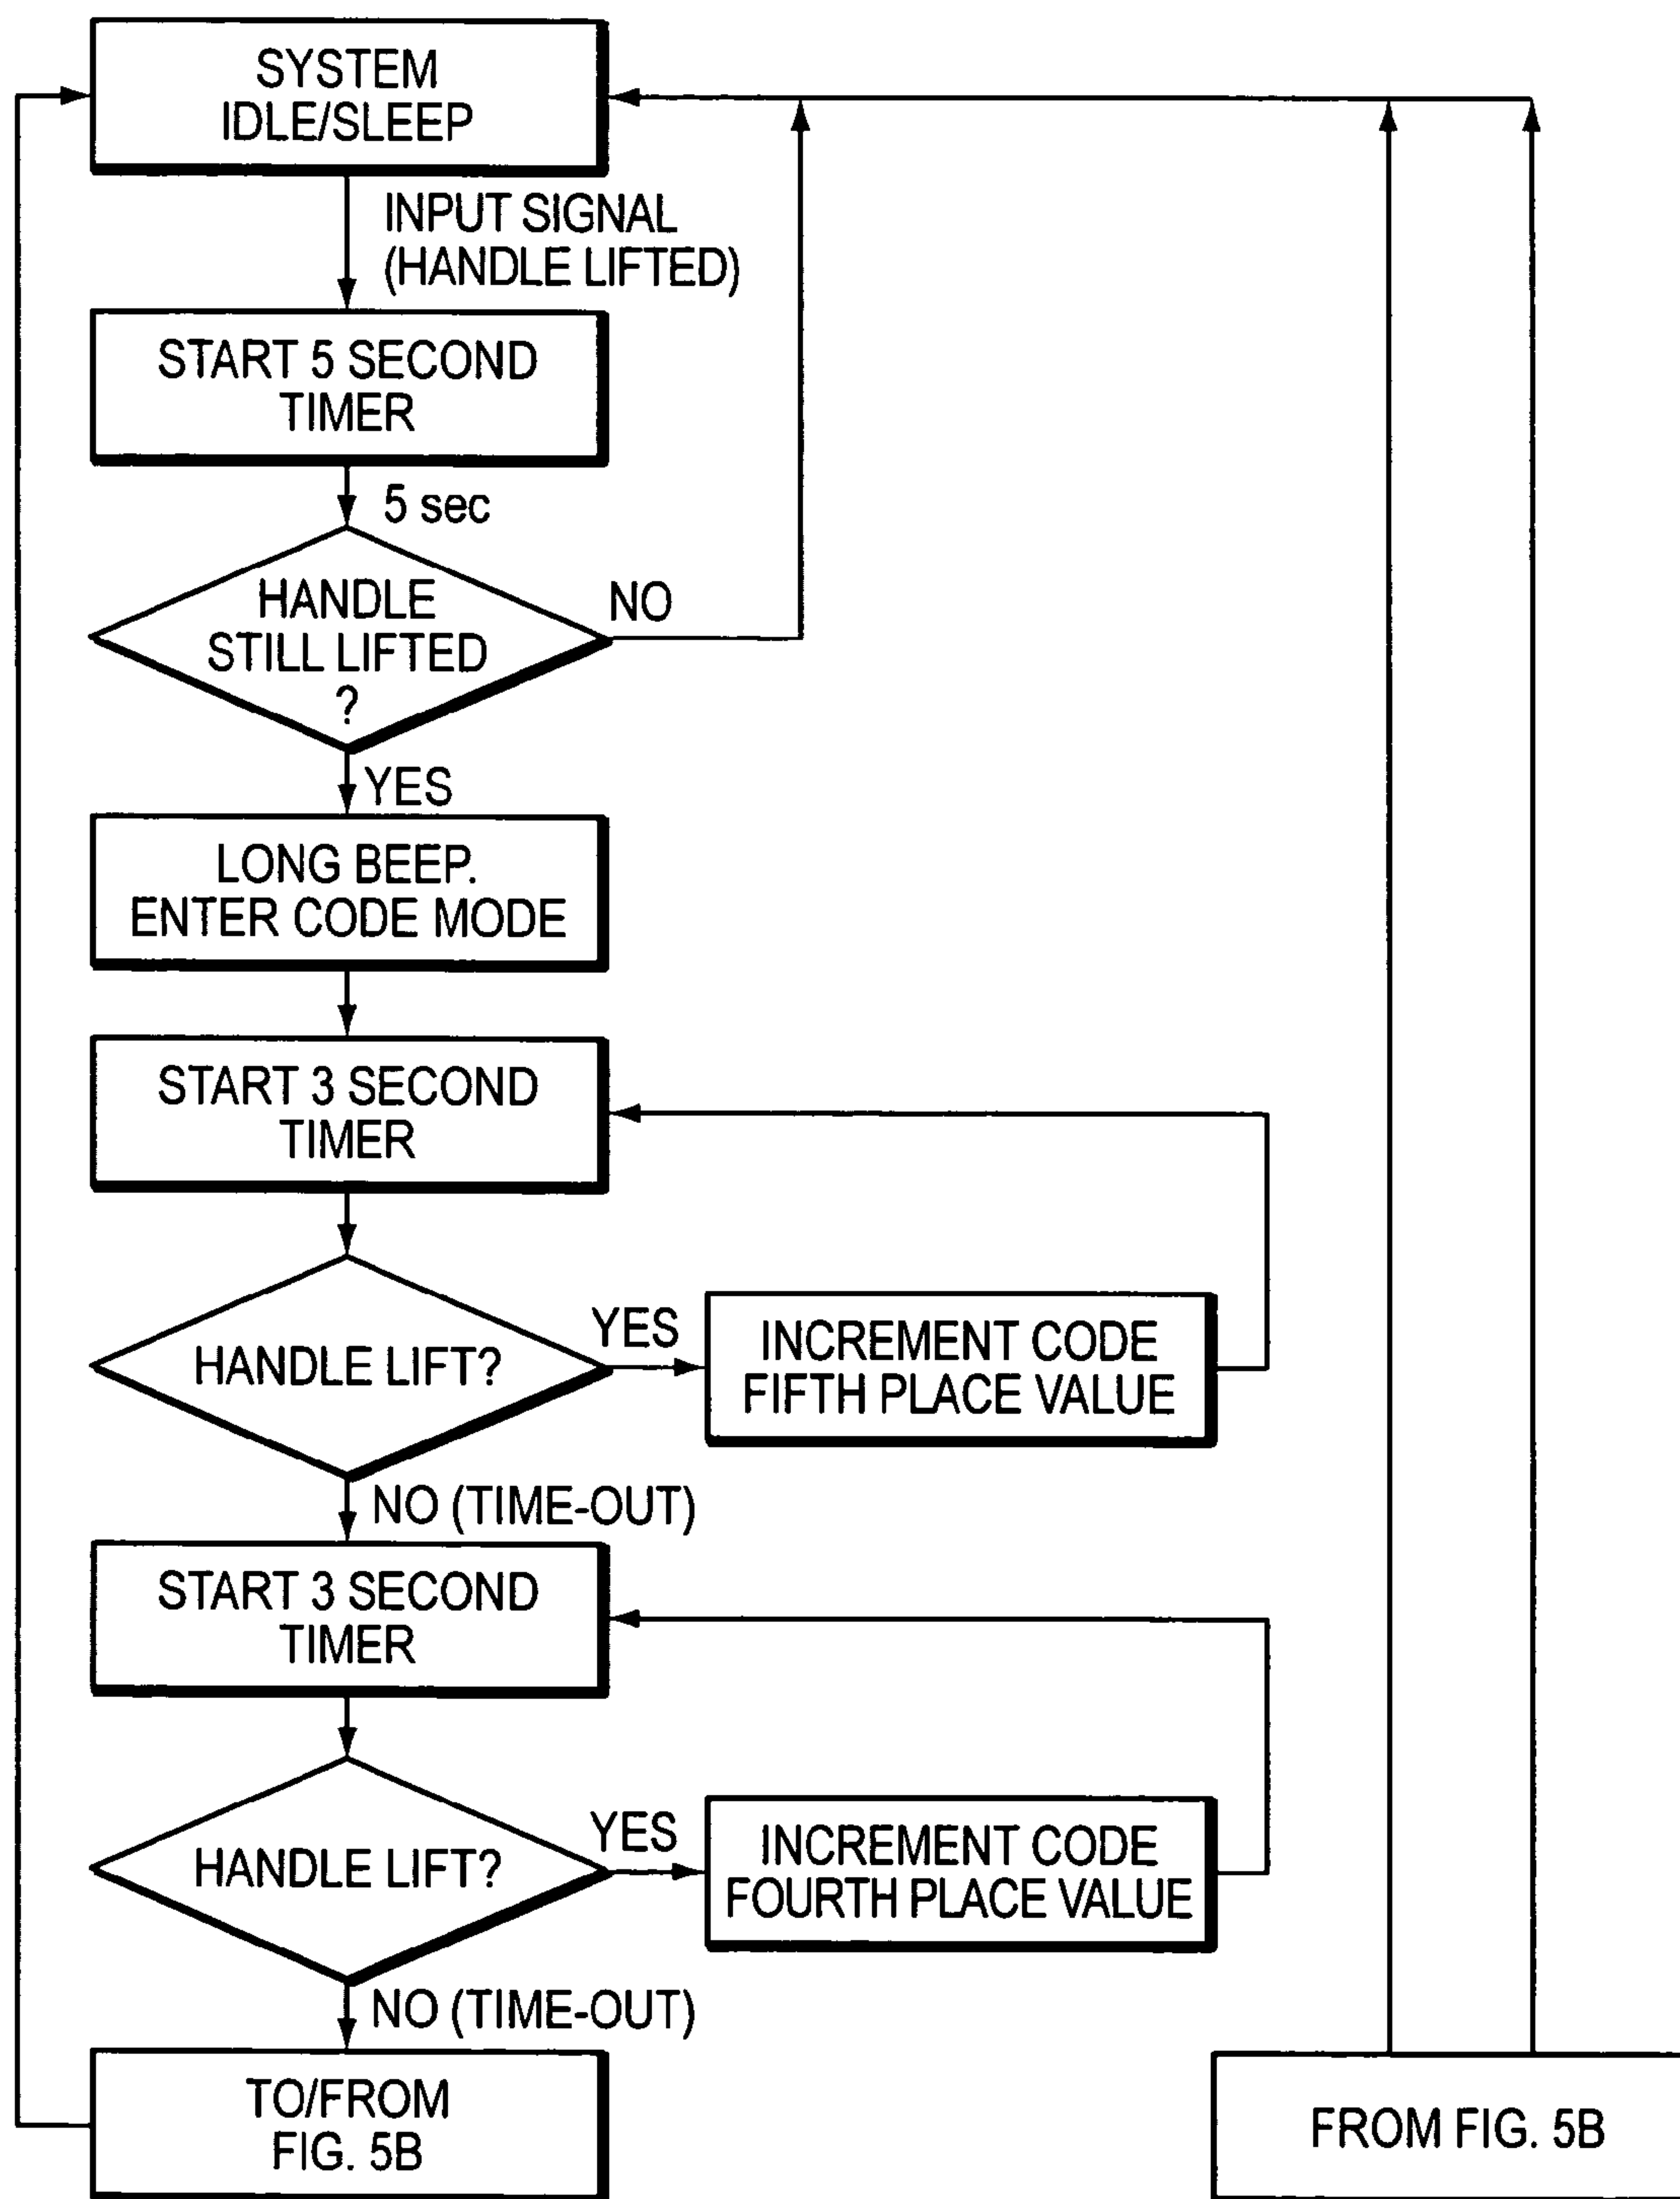 SYSTEM
IDLE/SLEEP
INPUT SIGNAL
(HANDLE LIFTED)
START 5 SECOND
TIMER
5 sec
HANDLE
STILL LIFTED
?
NO
YES
LONG BEEP.
ENTER CODE MODE
START 3 SECOND
TIMER
HANDLE LIFT?
YES
INCREMENT CODE
FIFTH PLACE VALUE
NO (TIME-OUT)
START 3 SECOND
TIMER
HANDLE LIFT?
YES
INCREMENT CODE
FOURTH PLACE VALUE
NO (TIME-OUT)
TO/FROM
FIG. 5B
FROM FIG. 5B